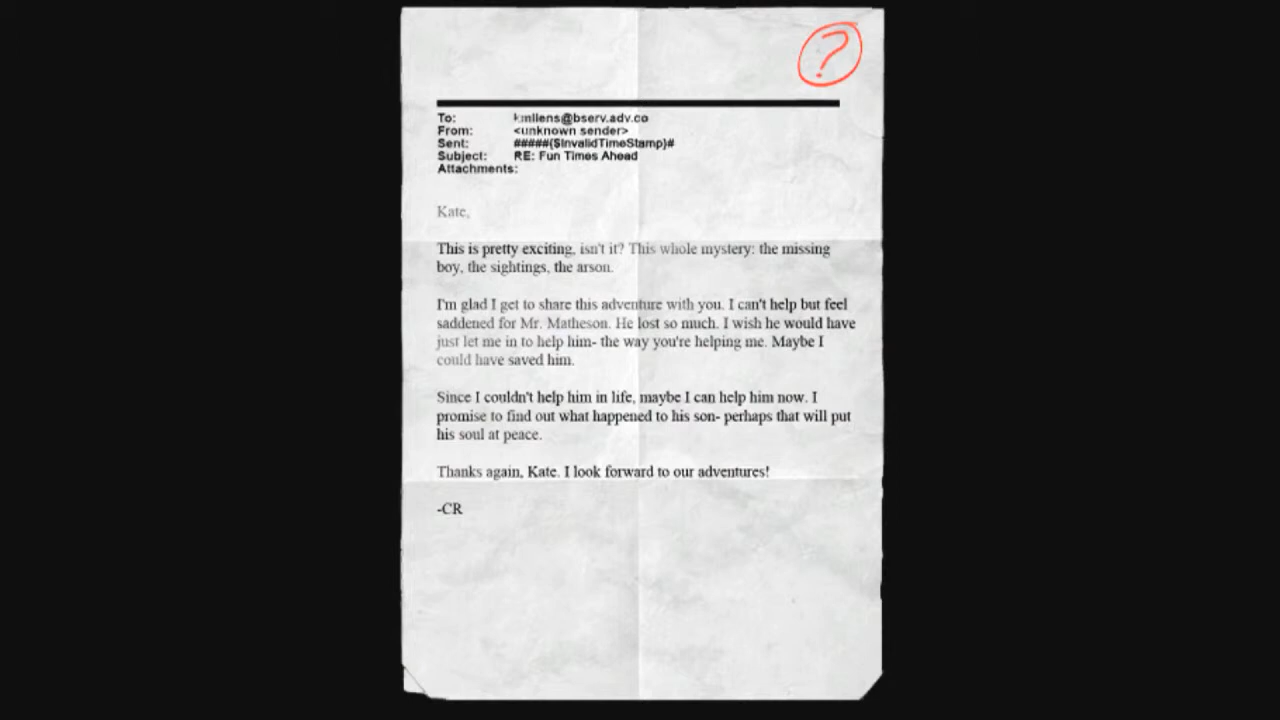 ?
To: kmilens@bserv.adv.co
From: <unknown sender>
Sent: #####{$InvalidTimeStamp}#
Subject: RE: Fun Times Ahead
Attachments:
Kate,
This is pretty exciting, isn't it? This whole mystery: the missing
boy, the sightings, the arson.
I'm glad I get to share this adventure with you. I can't help but feel
saddened for Mr. Matheson. He lost so much. I wish he would have
just let me in to help him- the way you're helping me. Maybe I
could have saved him.
Since I couldn't help him in life, maybe I can help him now. I
promise to find out what happened to his son- perhaps that will put
his soul at peace.
Thanks again, Kate. I look forward to our adventures!
-CR